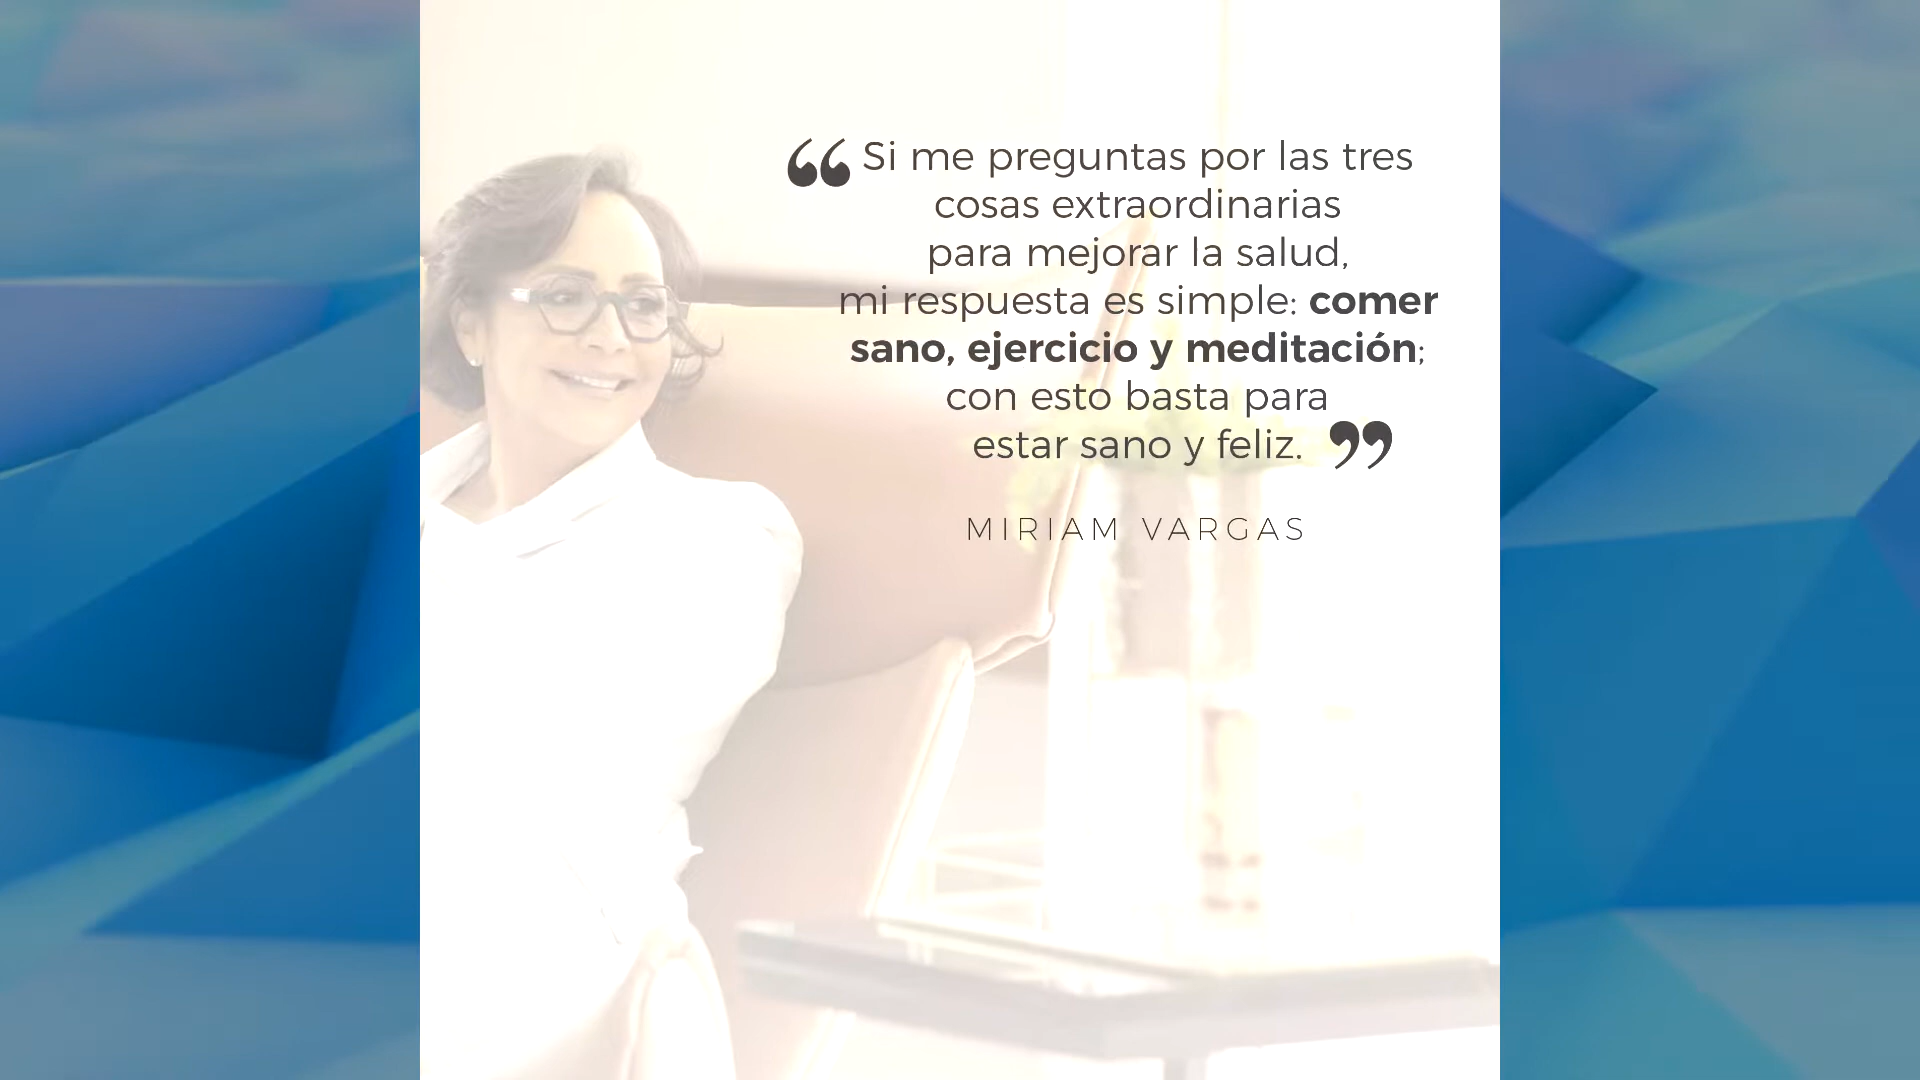 “ Si me preguntas por las tres
cosas extraordinarias
para mejorar la salud,
mi respuesta es simple: comer
sano, ejercicio y meditación;
con esto basta para
estar sano y feliz. ”
MIRIAM VARGAS